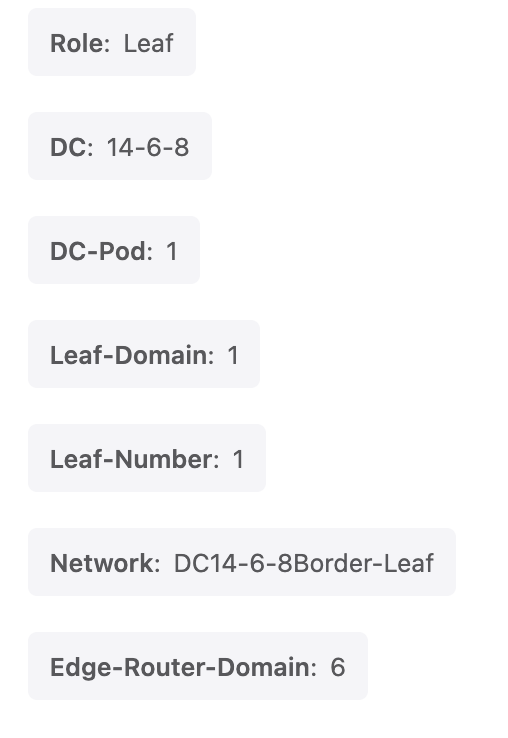 Role: Leaf
DC: 14-6-8
DC-Pod: 1
Leaf-Domain: 1
Leaf-Number: 1
Network: DC14-6-8Border-Leaf
Edge-Router-Domain: 6